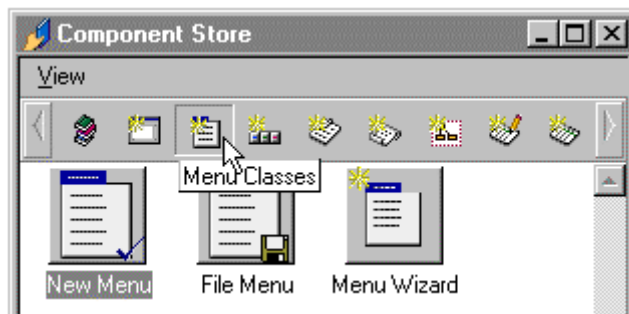 Component Store
View
Menu Classes
New Menu
File Menu
Menu Wizard